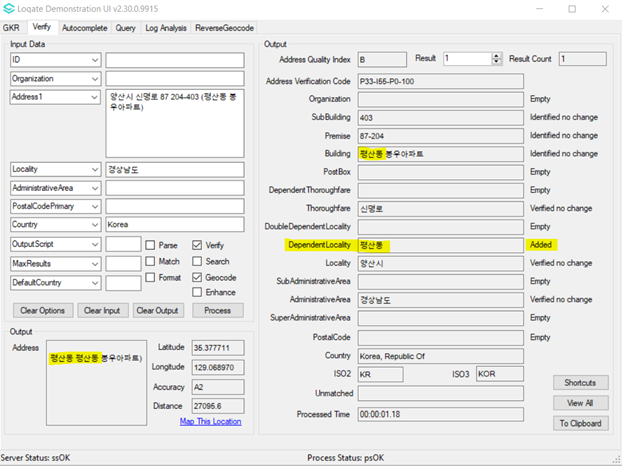 Loqate Demonstration UI v2.30.0.9915
GKR Verify Autocomplete Query Log Analysis ReverseGeocode
Input Data
ID
Organization
Address1 양산시 신명로 87 204-403 (평산동 봉
우아파트)
Locality 경상남도
AdministrativeArea
PostalCodePrimary
Country Korea
OutputScript Parse Verify
MaxResults Match Search
DefaultCountry Format Geocode
Enhance
Clear Options Clear Input Clear Output Process
Output
Address 평산동 평산동 봉우아파트)
Latitude 35.377711
Longitude 129.068970
Accuracy A2
Distance 27095.6
Map This Location
Output
Address Quality Index B Result 1 Result Count 1
Address Verification Code P33-I55-P0-100
Organization Empty
SubBuilding 403 Identified no change
Premise 87-204 Identified no change
Building 평산동 봉우아파트 Identified no change
PostBox Empty
DependentThoroughfare Empty
Thoroughfare 신명로 Verified no change
DoubleDependentLocality Empty
DependentLocality 평산동 Added
Locality 양산시 Verified no change
SubAdministrativeArea Empty
AdministrativeArea 경상남도 Verified no change
SuperAdministrativeArea Empty
PostalCode Empty
Country Korea, Republic Of
ISO2 KR ISO3 KOR
Unmatched
Processed Time 00:00:01.18
Shortcuts
View All
To Clipboard
Server Status: ssOK Process Status: psOK